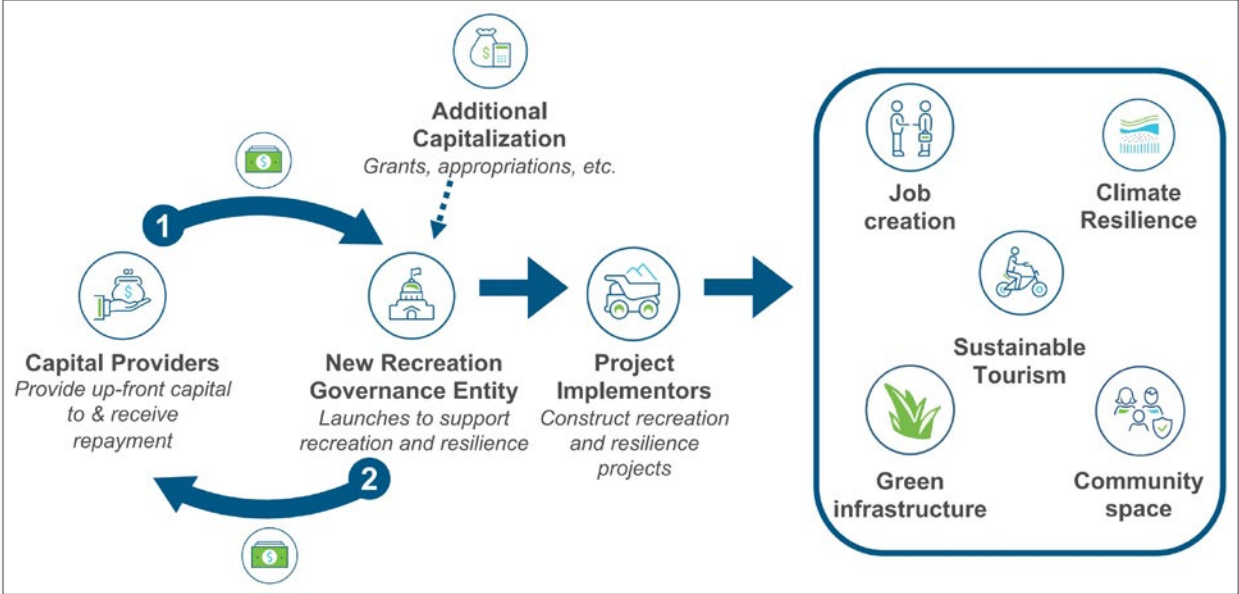 Additional
Capitalization
Grants, appropriations, etc.
$
$
1
$
Capital Providers
Provide up-front capital
to & receive
repayment
New Recreation
Governance Entity
Launches to support
recreation and resilience
Project
Implementors
Construct recreation
and resilience
projects
2
$
Job
creation
Climate
Resilience
Sustainable
Tourism
Green
infrastructure
Community
space